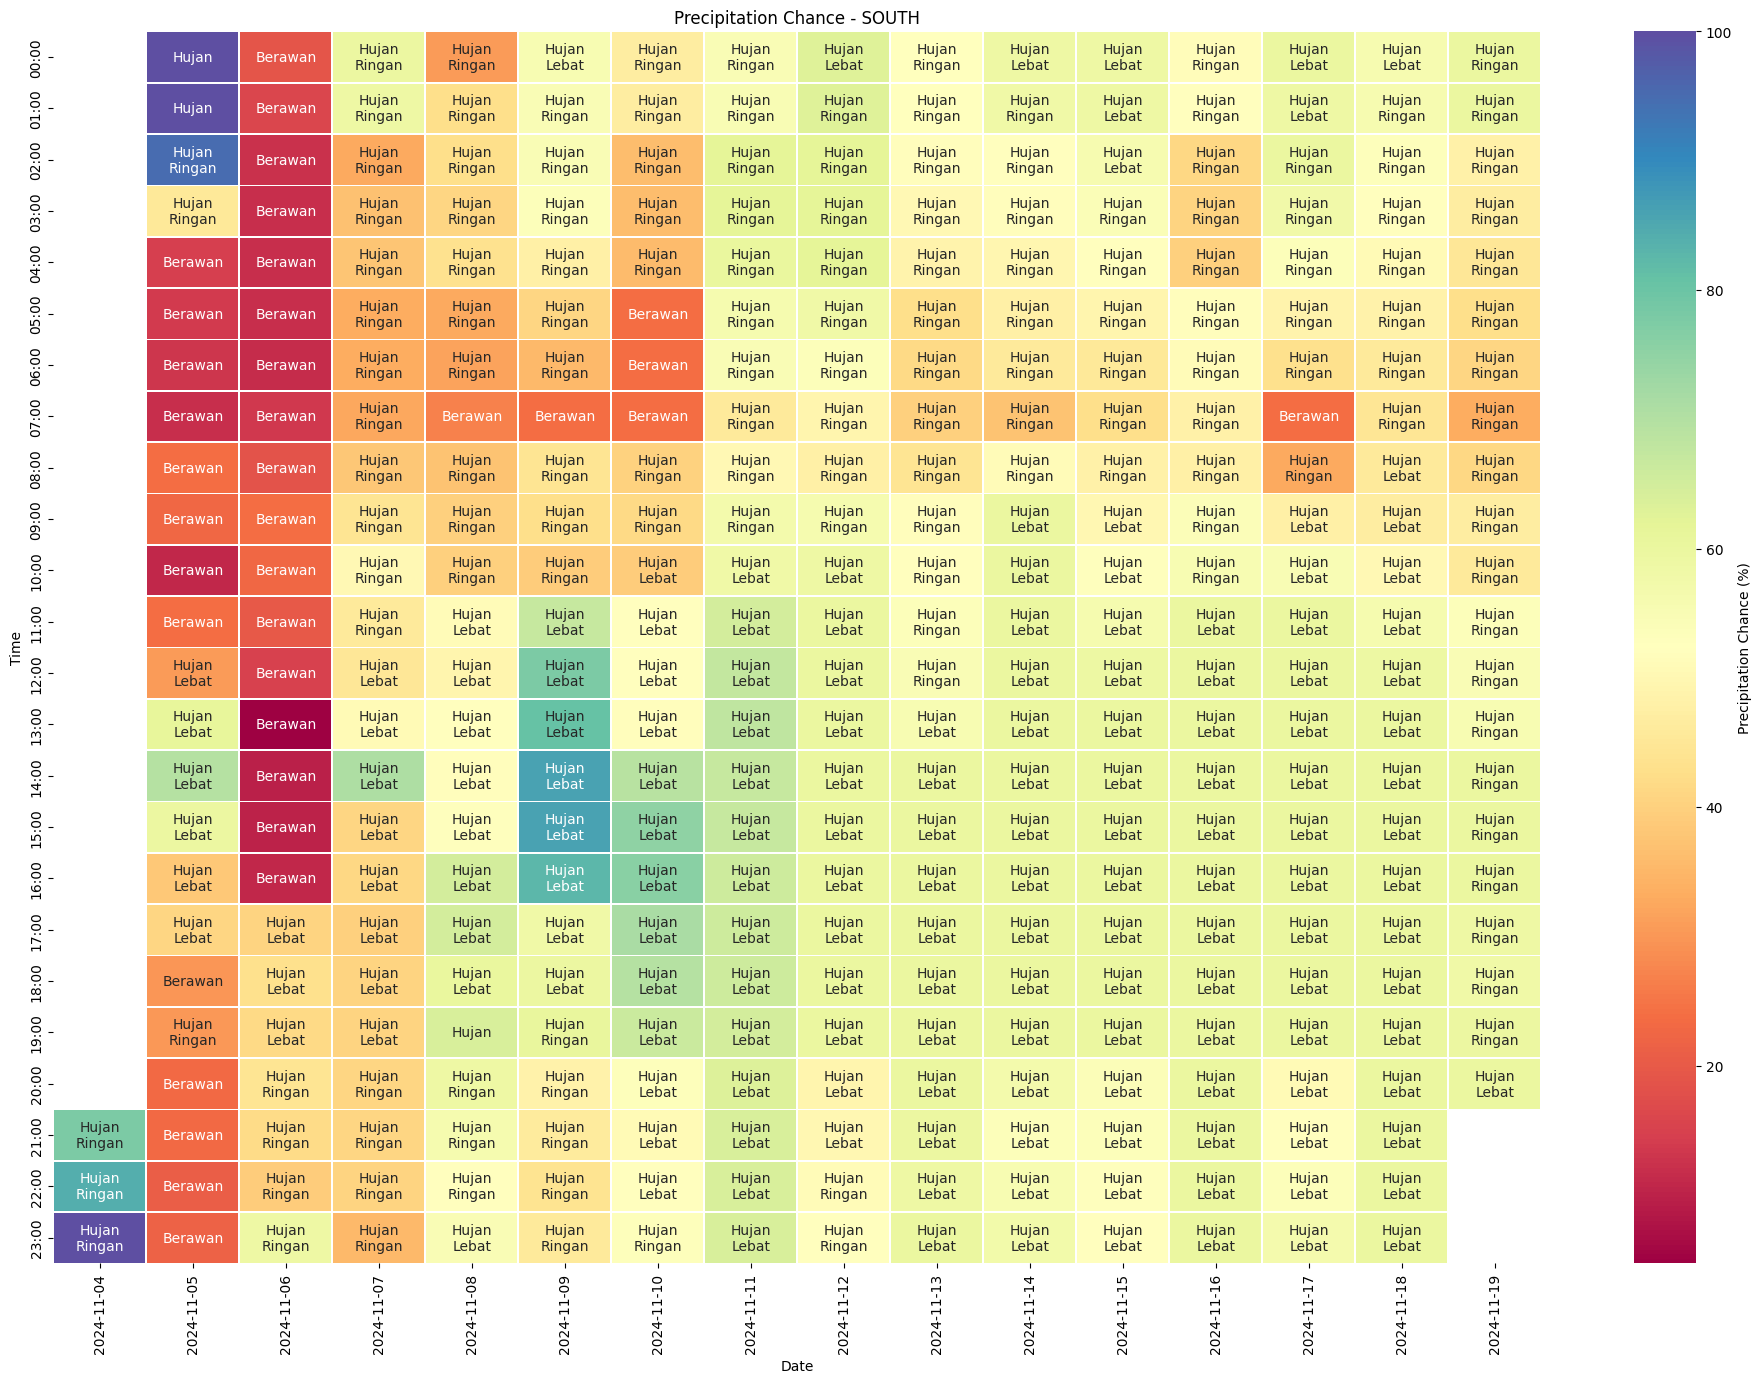 Precipitation Chance - SOUTH
00:00 Hujan Berawan Hujan Ringan Hujan Ringan Hujan Lebat Hujan Ringan Hujan Ringan Hujan Lebat Hujan Ringan Hujan Lebat Hujan Lebat Hujan Ringan Hujan Lebat Hujan Lebat Hujan Ringan
01:00 Hujan Berawan Hujan Ringan Hujan Ringan Hujan Ringan Hujan Ringan Hujan Ringan Hujan Ringan Hujan Ringan Hujan Ringan Hujan Lebat Hujan Ringan Hujan Lebat Hujan Ringan Hujan Ringan
02:00 Hujan Ringan Berawan Hujan Ringan Hujan Ringan Hujan Ringan Hujan Ringan Hujan Ringan Hujan Ringan Hujan Ringan Hujan Ringan Hujan Lebat Hujan Ringan Hujan Ringan Hujan Ringan Hujan Ringan
03:00 Hujan Ringan Berawan Hujan Ringan Hujan Ringan Hujan Ringan Hujan Ringan Hujan Ringan Hujan Ringan Hujan Ringan Hujan Ringan Hujan Ringan Hujan Ringan Hujan Ringan Hujan Ringan Hujan Ringan
04:00 Berawan Berawan Hujan Ringan Hujan Ringan Hujan Ringan Hujan Ringan Hujan Ringan Hujan Ringan Hujan Ringan Hujan Ringan Hujan Ringan Hujan Ringan Hujan Ringan Hujan Ringan Hujan Ringan
05:00 Berawan Berawan Hujan Ringan Hujan Ringan Hujan Ringan Berawan Hujan Ringan Hujan Ringan Hujan Ringan Hujan Ringan Hujan Ringan Hujan Ringan Hujan Ringan Hujan Ringan Hujan Ringan
06:00 Berawan Berawan Hujan Ringan Hujan Ringan Hujan Ringan Berawan Hujan Ringan Hujan Ringan Hujan Ringan Hujan Ringan Hujan Ringan Hujan Ringan Hujan Ringan Hujan Ringan Hujan Ringan
07:00 Berawan Berawan Hujan Ringan Berawan Berawan Berawan Hujan Ringan Hujan Ringan Hujan Ringan Hujan Ringan Hujan Ringan Hujan Ringan Berawan Hujan Ringan Hujan Ringan
08:00 Berawan Berawan Hujan Ringan Hujan Ringan Hujan Ringan Hujan Ringan Hujan Ringan Hujan Ringan Hujan Ringan Hujan Ringan Hujan Ringan Hujan Ringan Hujan Ringan Hujan Lebat Hujan Ringan
09:00 Berawan Berawan Hujan Ringan Hujan Ringan Hujan Ringan Hujan Ringan Hujan Ringan Hujan Ringan Hujan Ringan Hujan Lebat Hujan Lebat Hujan Ringan Hujan Lebat Hujan Lebat Hujan Ringan
10:00 Berawan Berawan Hujan Ringan Hujan Ringan Hujan Ringan Hujan Lebat Hujan Lebat Hujan Lebat Hujan Ringan Hujan Lebat Hujan Lebat Hujan Ringan Hujan Lebat Hujan Lebat Hujan Ringan
11:00 Berawan Berawan Hujan Ringan Hujan Lebat Hujan Lebat Hujan Lebat Hujan Lebat Hujan Lebat Hujan Ringan Hujan Lebat Hujan Lebat Hujan Lebat Hujan Lebat Hujan Lebat Hujan Ringan
12:00 Hujan Lebat Berawan Hujan Lebat Hujan Lebat Hujan Lebat Hujan Lebat Hujan Lebat Hujan Lebat Hujan Ringan Hujan Lebat Hujan Lebat Hujan Lebat Hujan Lebat Hujan Lebat Hujan Ringan
13:00 Hujan Lebat Berawan Hujan Lebat Hujan Lebat Hujan Lebat Hujan Lebat Hujan Lebat Hujan Lebat Hujan Lebat Hujan Lebat Hujan Lebat Hujan Lebat Hujan Lebat Hujan Lebat Hujan Ringan
14:00 Hujan Lebat Berawan Hujan Lebat Hujan Lebat Hujan Lebat Hujan Lebat Hujan Lebat Hujan Lebat Hujan Lebat Hujan Lebat Hujan Lebat Hujan Lebat Hujan Lebat Hujan Lebat Hujan Ringan
15:00 Hujan Lebat Berawan Hujan Lebat Hujan Lebat Hujan Lebat Hujan Lebat Hujan Lebat Hujan Lebat Hujan Lebat Hujan Lebat Hujan Lebat Hujan Lebat Hujan Lebat Hujan Lebat Hujan Ringan
16:00 Hujan Lebat Berawan Hujan Lebat Hujan Lebat Hujan Lebat Hujan Lebat Hujan Lebat Hujan Lebat Hujan Lebat Hujan Lebat Hujan Lebat Hujan Lebat Hujan Lebat Hujan Lebat Hujan Ringan
17:00 Hujan Lebat Hujan Lebat Hujan Lebat Hujan Lebat Hujan Lebat Hujan Lebat Hujan Lebat Hujan Lebat Hujan Lebat Hujan Lebat Hujan Lebat Hujan Lebat Hujan Lebat Hujan Lebat Hujan Ringan
18:00 Berawan Hujan Lebat Hujan Lebat Hujan Lebat Hujan Lebat Hujan Lebat Hujan Lebat Hujan Lebat Hujan Lebat Hujan Lebat Hujan Lebat Hujan Lebat Hujan Lebat Hujan Lebat Hujan Ringan
19:00 Hujan Ringan Hujan Lebat Hujan Lebat Hujan Hujan Ringan Hujan Lebat Hujan Lebat Hujan Lebat Hujan Lebat Hujan Lebat Hujan Lebat Hujan Lebat Hujan Lebat Hujan Lebat Hujan Ringan
20:00 Berawan Hujan Ringan Hujan Ringan Hujan Ringan Hujan Ringan Hujan Lebat Hujan Lebat Hujan Lebat Hujan Lebat Hujan Lebat Hujan Lebat Hujan Lebat Hujan Lebat Hujan Lebat Hujan Lebat
21:00 Hujan Ringan Berawan Hujan Ringan Hujan Ringan Hujan Ringan Hujan Ringan Hujan Lebat Hujan Lebat Hujan Lebat Hujan Lebat Hujan Lebat Hujan Lebat Hujan Lebat Hujan Lebat Hujan Lebat
22:00 Hujan Ringan Berawan Hujan Ringan Hujan Ringan Hujan Ringan Hujan Ringan Hujan Lebat Hujan Lebat Hujan Ringan Hujan Lebat Hujan Lebat Hujan Lebat Hujan Lebat Hujan Lebat Hujan Lebat
23:00 Hujan Ringan Berawan Hujan Ringan Hujan Ringan Hujan Lebat Hujan Ringan Hujan Ringan Hujan Lebat Hujan Ringan Hujan Lebat Hujan Lebat Hujan Lebat Hujan Lebat Hujan Lebat Hujan Lebat
Time
2024-11-04
2024-11-05
2024-11-06
2024-11-07
2024-11-08
2024-11-09
2024-11-10
2024-11-11
2024-11-12
2024-11-13
2024-11-14
2024-11-15
2024-11-16
2024-11-17
2024-11-18
2024-11-19
Date
100
80
60
40
20
Precipitation Chance (%)